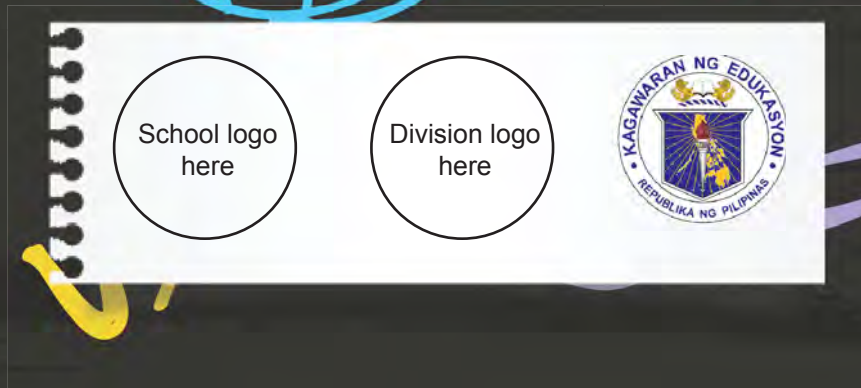 School logo
here
Division logo
here
KAGAWARAN NG EDUKASYON
REPUBLIKA NG PILIPINAS